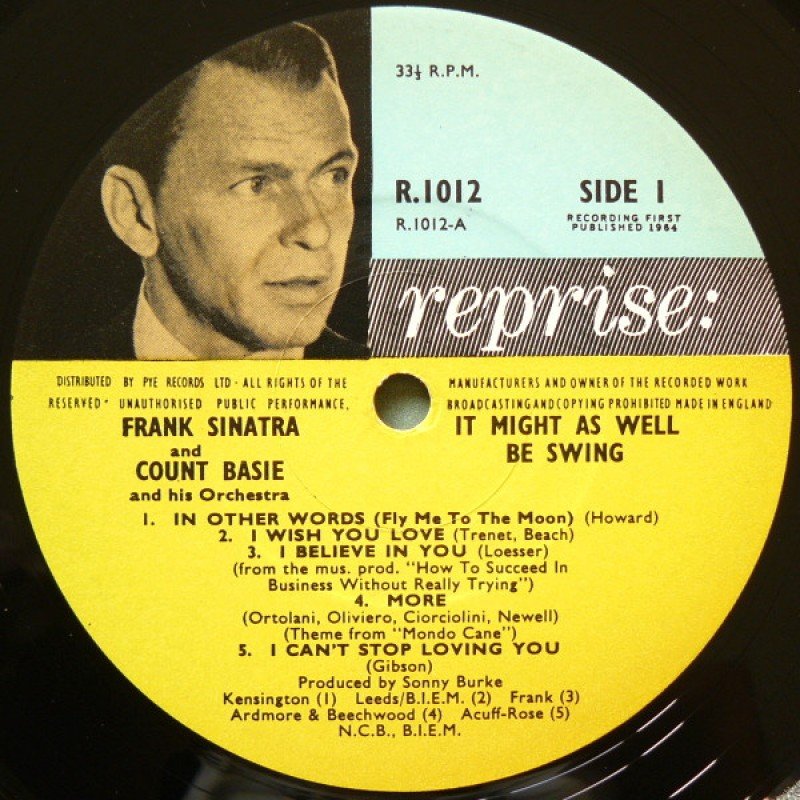 33⅓ R.P.M.
R.1012 SIDE 1
R.1012-A RECORDING FIRST
PUBLISHED 1964
reprise:
DISTRIBUTED BY PYE RECORDS LTD · ALL RIGHTS OF THE MANUFACTURERS AND OWNER OF THE RECORDED WORK
RESERVED · UNAUTHORISED PUBLIC PERFORMANCE, BROADCASTING AND COPYING PROHIBITED MADE IN ENGLAND
FRANK SINATRA
and
COUNT BASIE
and his Orchestra
IT MIGHT AS WELL
BE SWING
1. IN OTHER WORDS (Fly Me To The Moon) (Howard)
2. I WISH YOU LOVE (Trenet, Beach)
3. I BELIEVE IN YOU (Loesser)
(from the mus. prod. "How To Succeed In
Business Without Really Trying")
4. MORE
(Ortolani, Oliviero, Ciorciolini, Newell)
(Theme from "Mondo Cane")
5. I CAN'T STOP LOVING YOU
(Gibson)
Produced by Sonny Burke
Kensington (1) Leeds/B.I.E.M. (2) Frank (3)
Ardmore & Beechwood (4) Acuff-Rose (5)
N.C.B., B.I.E.M.